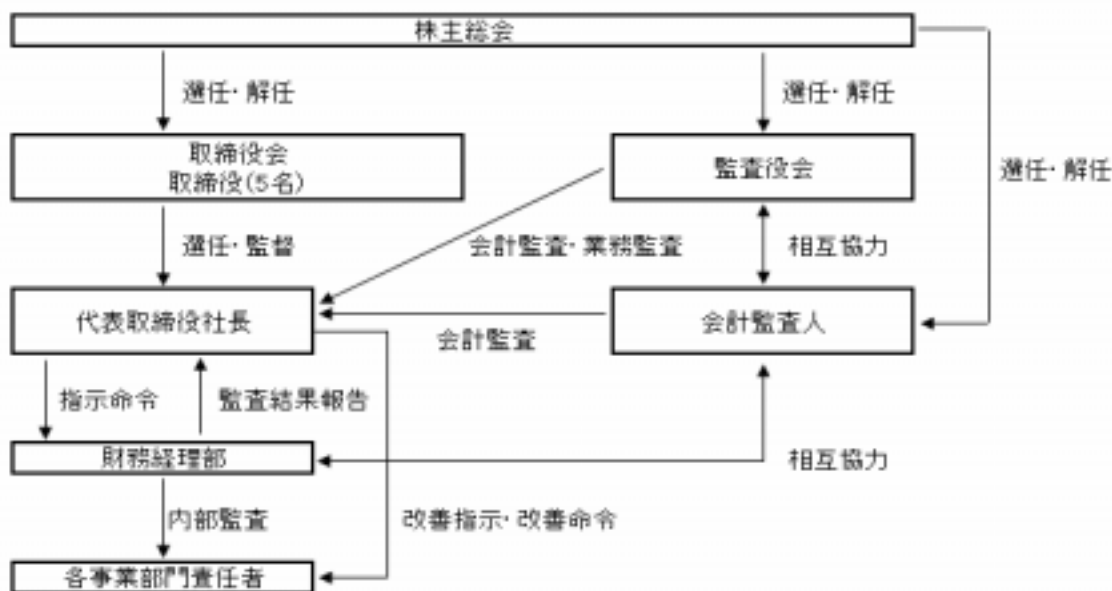 株主総会
選任・解任
選任・解任
取締役会
取締役(5名)
監査役会
選任・解任
選任・監督
会計監査・業務監査
相互協力
代表取締役社長
会計監査人
会計監査
指示命令
監査結果報告
財務経理部
相互協力
内部監査
改善指示・改善命令
各事業部門責任者